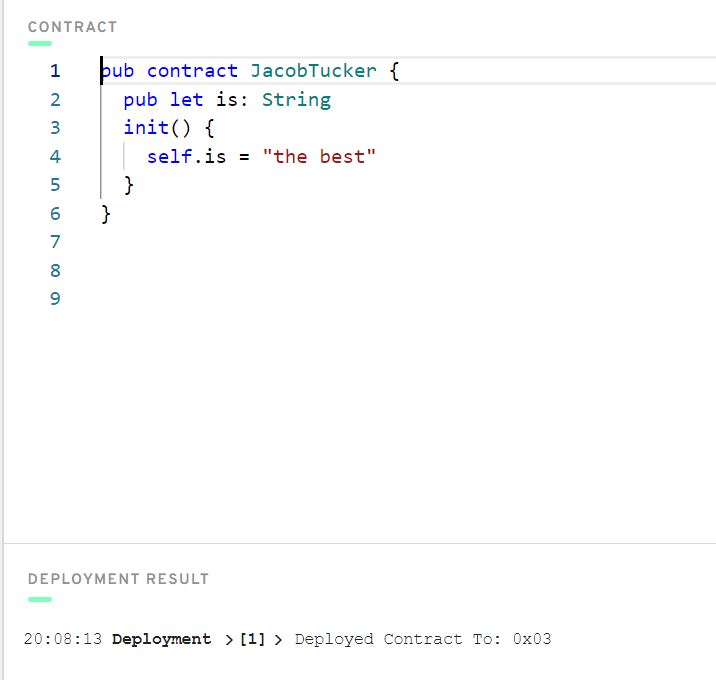 CONTRACT
1 pub contract JacobTucker {
2 pub let is: String
3 init() {
4 self.is = "the best"
5 }
6 }
7
8
9
DEPLOYMENT RESULT
20:08:13 Deployment > [1] > Deployed Contract To: 0x03